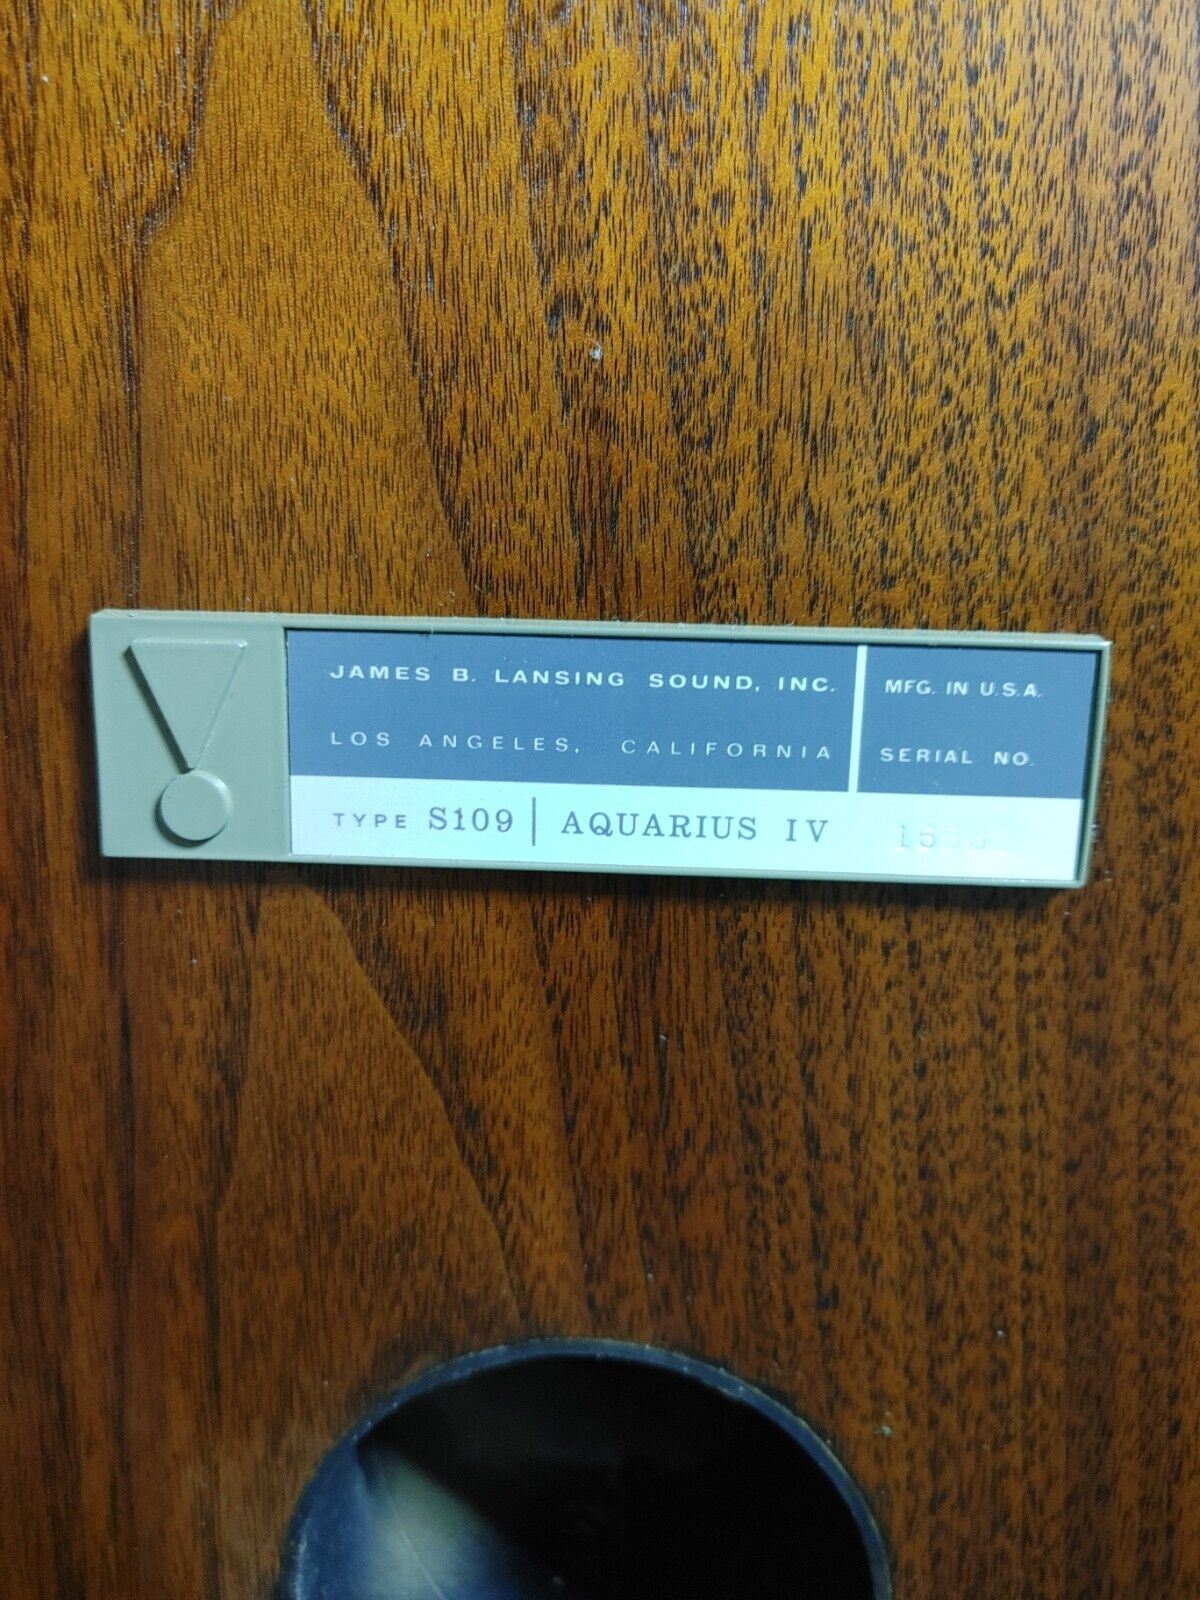 JAMES B. LANSING SOUND, INC.
LOS ANGELES, CALIFORNIA
MFG. IN U.S.A.
SERIAL NO.
TYPE S109 | AQUARIUS IV